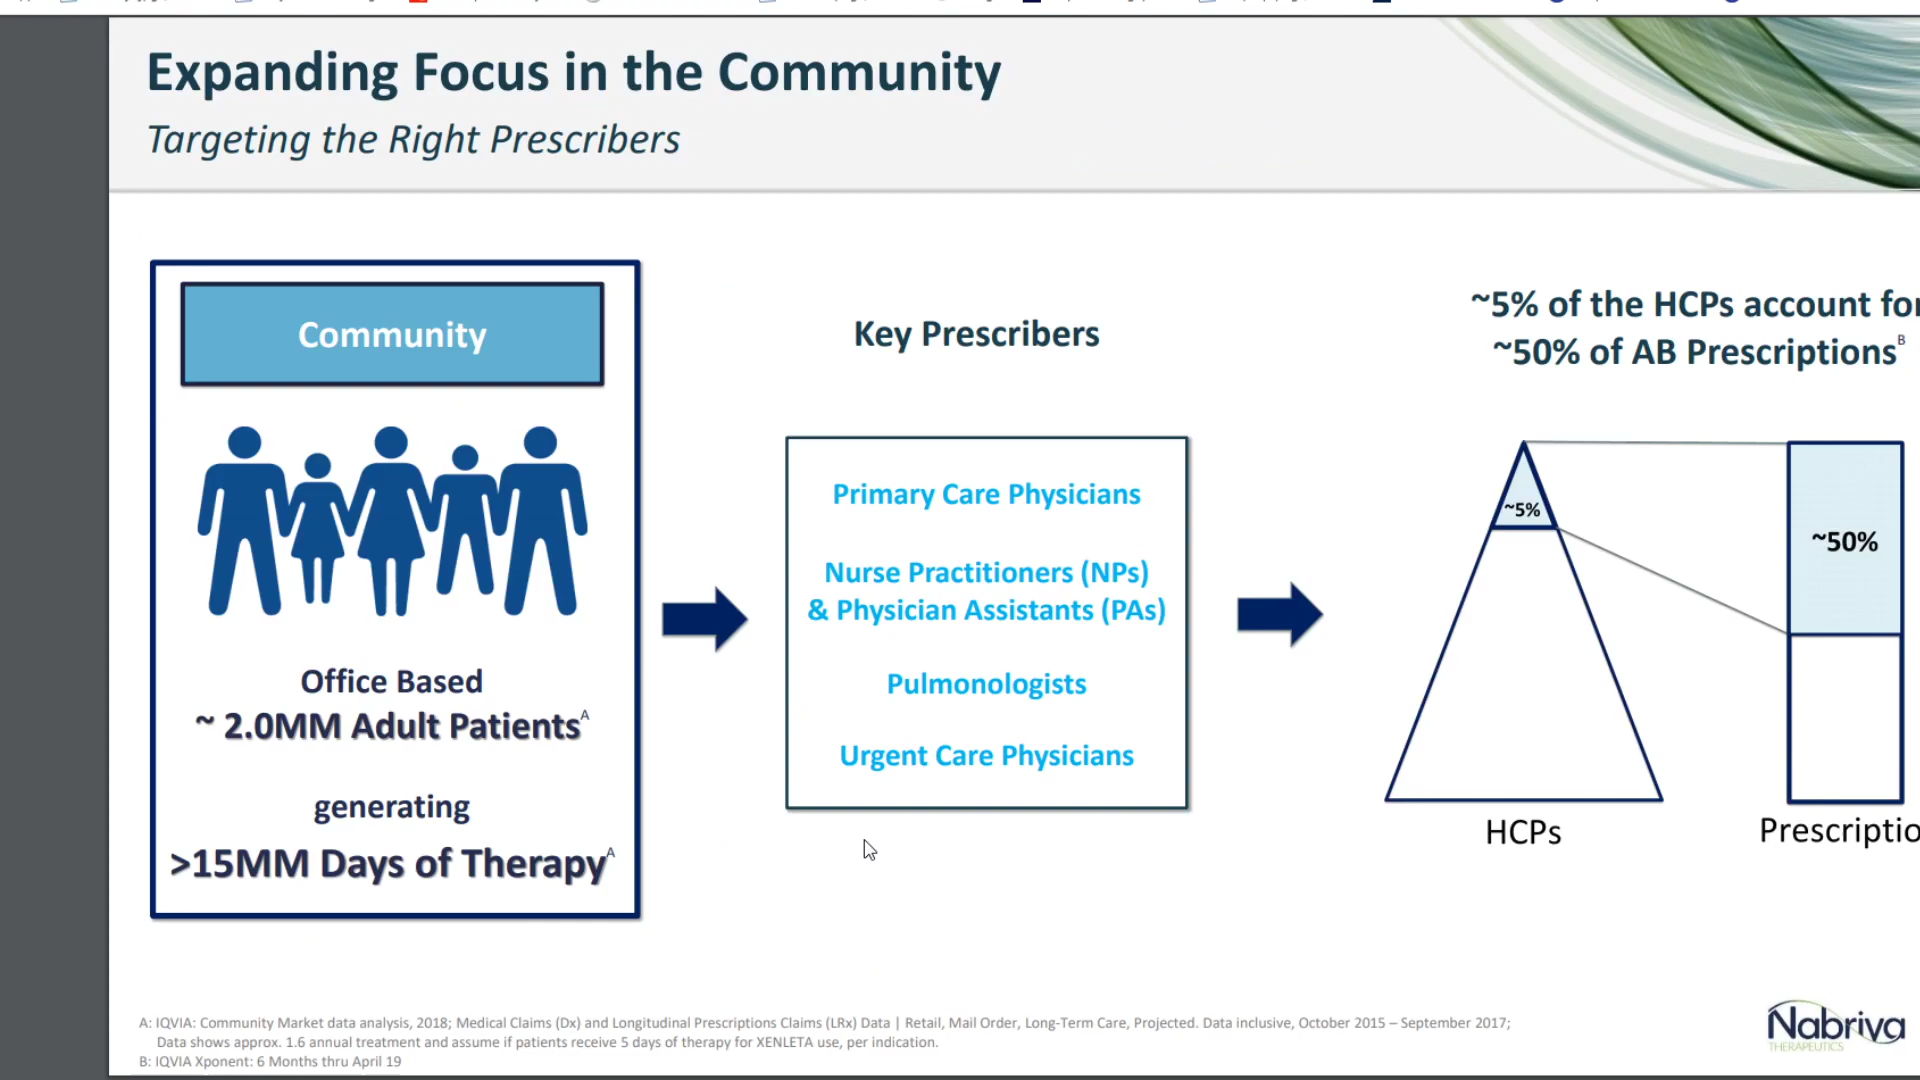 Expanding Focus in the Community
Targeting the Right Prescribers
Community
Office Based
~ 2.0MM Adult Patients^A
generating
>15MM Days of Therapy^A
Key Prescribers
Primary Care Physicians
Nurse Practitioners (NPs)
& Physician Assistants (PAs)
Pulmonologists
Urgent Care Physicians
~5% of the HCPs account for
~50% of AB Prescriptions^B
~5%
~50%
HCPs
Prescriptio
A: IQVIA: Community Market data analysis, 2018; Medical Claims (Dx) and Longitudinal Prescriptions Claims (LRx) Data | Retail, Mail Order, Long-Term Care, Projected. Data inclusive, October 2015 – September 2017;
Data shows approx. 1.6 annual treatment and assume if patients receive 5 days of therapy for XENLETA use, per indication.
B: IQVIA Xponent: 6 Months thru April 19
Nabriva
THERAPEUTICS